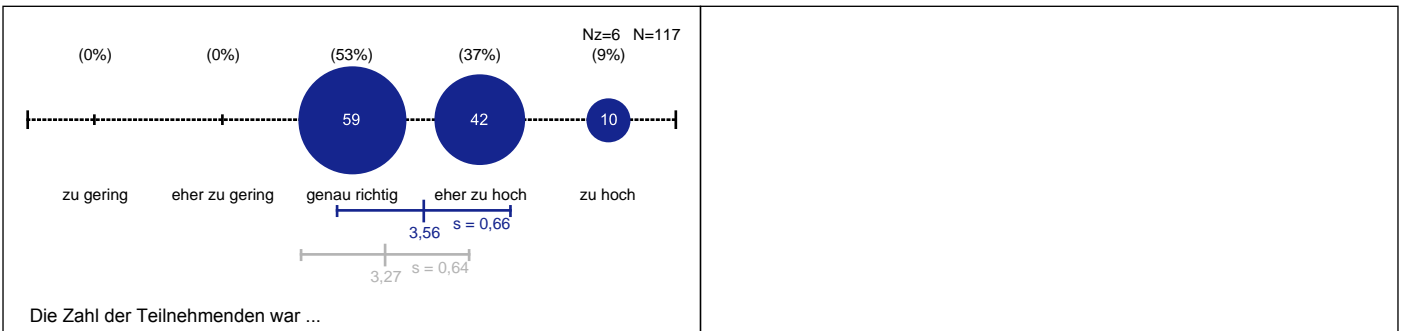 Nz=6 N=117
(0%) (0%) (53%) (37%) (9%)
59 42 10
zu gering eher zu gering genau richtig eher zu hoch zu hoch
3,56 s = 0,66
3,27 s = 0,64
Die Zahl der Teilnehmenden war ...